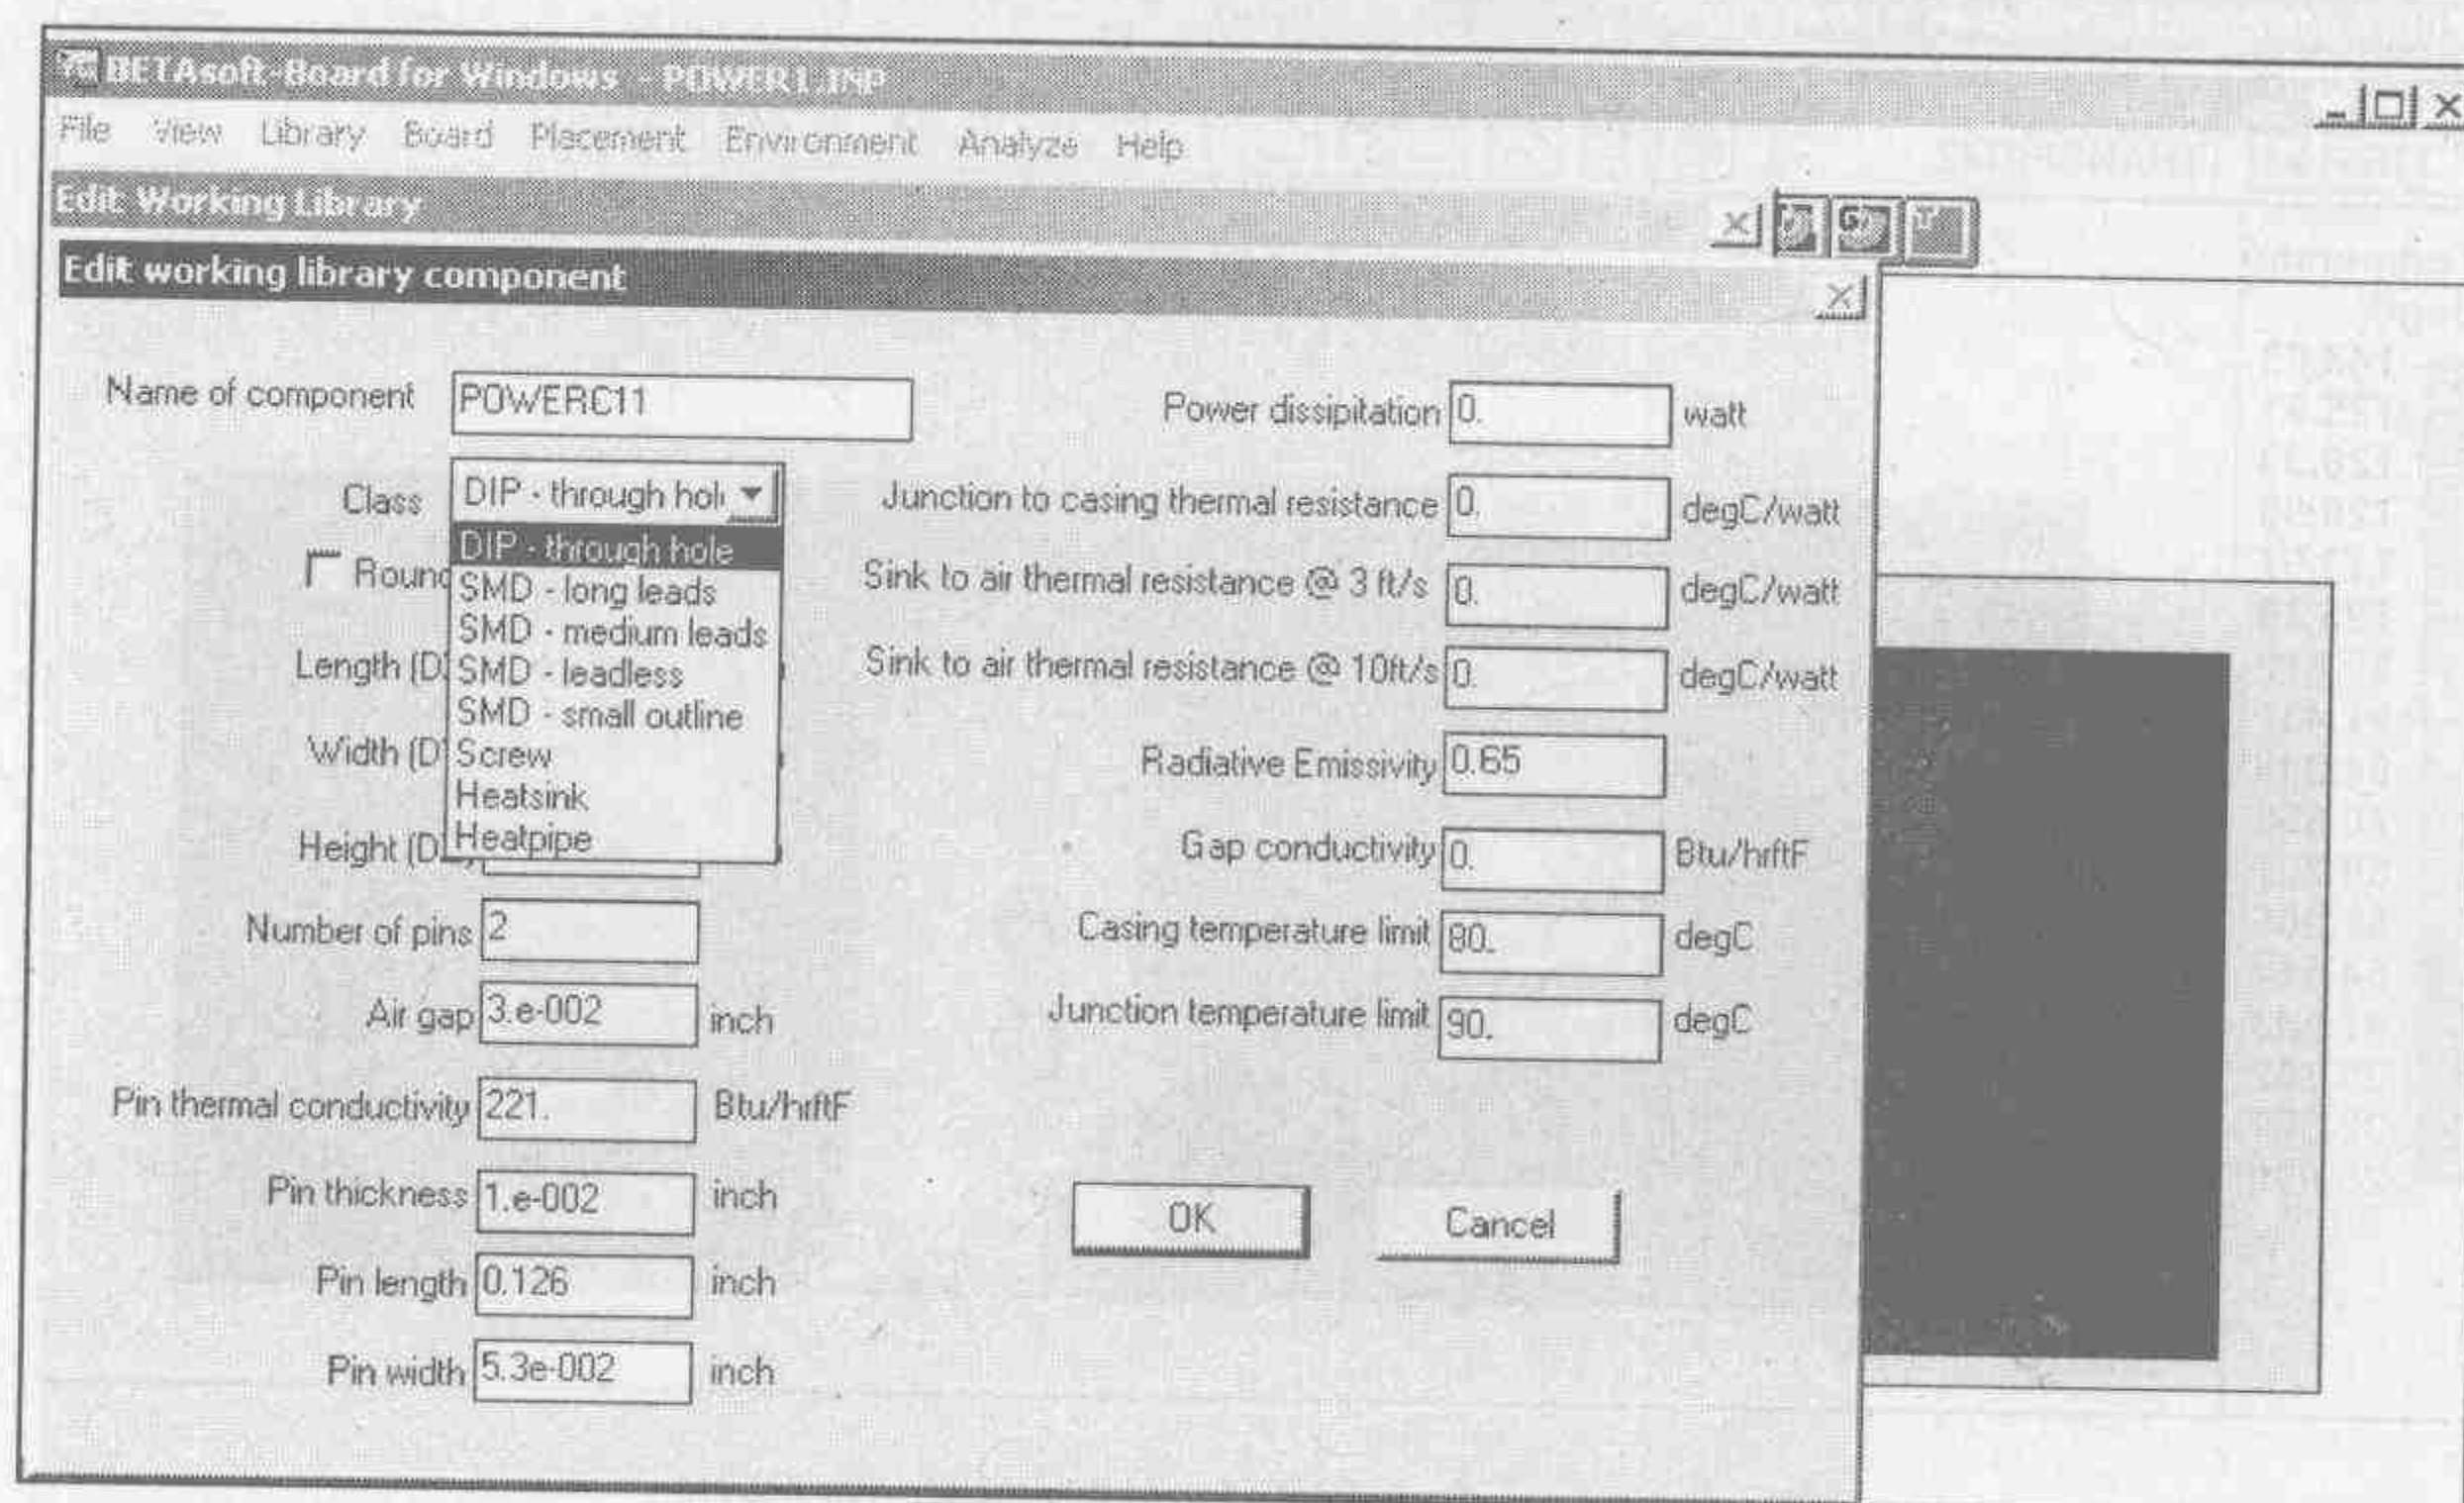 BETAsoft-Board for Windows - POWER1.INP
File View Library Board Placement Environment Analyze Help
Edit Working Library
Edit working library component
Name of component POWERC11
Class DIP - through hol
DIP - through hole
SMD - long leads
SMD - medium leads
SMD - leadless
SMD - small outline
Screw
Heatsink
Heatpipe
Round
Length (D
Width (D
Height (D
Number of pins 2
Air gap 3.e-002 inch
Pin thermal conductivity 221. Btu/hrftF
Pin thickness 1.e-002 inch
Pin length 0.126 inch
Pin width 5.3e-002 inch
Power dissipitation 0. watt
Junction to casing thermal resistance 0. degC/watt
Sink to air thermal resistance @ 3 ft/s 0. degC/watt
Sink to air thermal resistance @ 10ft/s 0. degC/watt
Radiative Emissivity 0.65
Gap conductivity 0. Btu/hrftF
Casing temperature limit 80. degC
Junction temperature limit 90. degC
OK Cancel